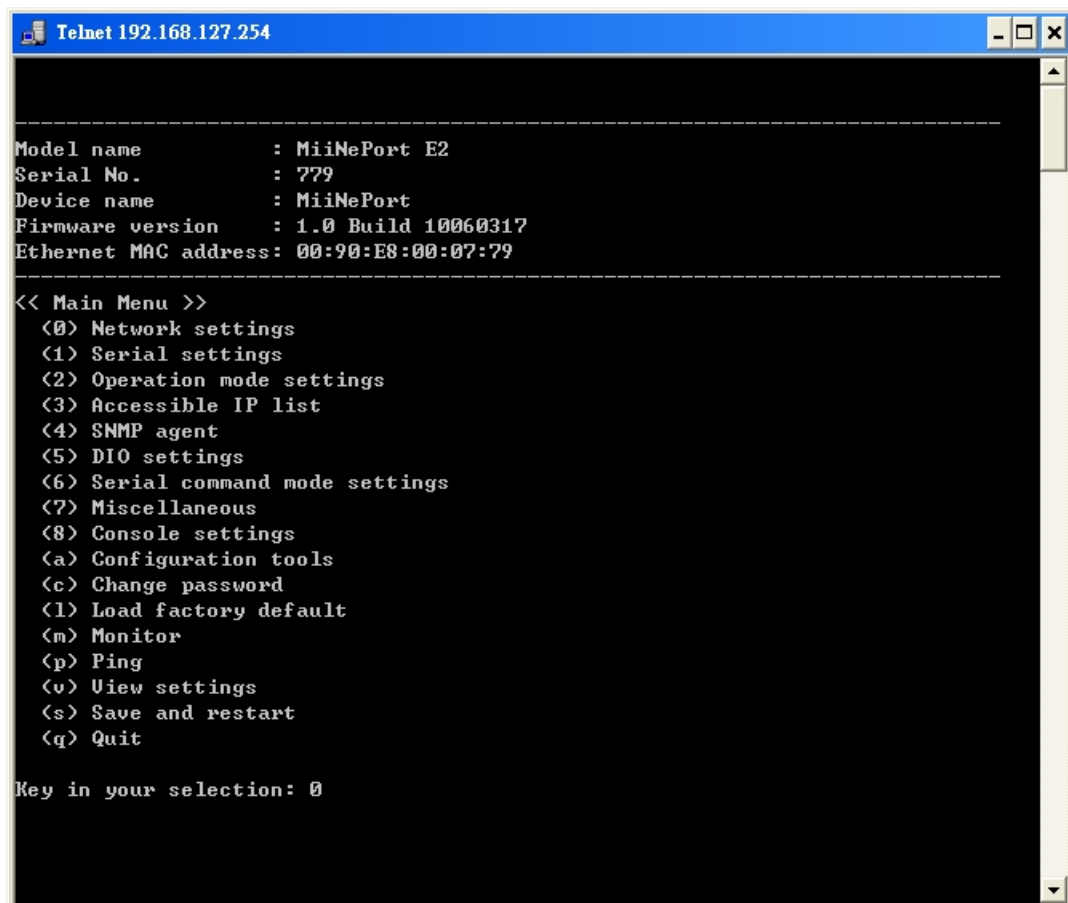 Telnet 192.168.127.254
Model name          : MiiNePort E2
Serial No.          : 779
Device name         : MiiNePort
Firmware version    : 1.0 Build 10060317
Ethernet MAC address: 00:90:E8:00:07:79
<< Main Menu >>
(0) Network settings
(1) Serial settings
(2) Operation mode settings
(3) Accessible IP list
(4) SNMP agent
(5) DIO settings
(6) Serial command mode settings
(7) Miscellaneous
(8) Console settings
(a) Configuration tools
(c) Change password
(l) Load factory default
(m) Monitor
(p) Ping
(v) View settings
(s) Save and restart
(q) Quit
Key in your selection: 0